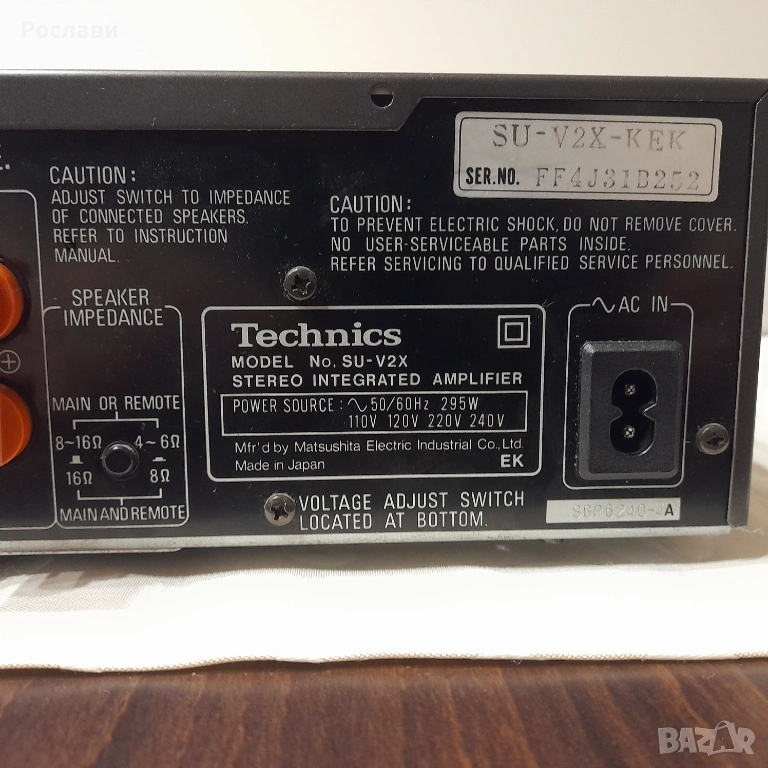 Рослави
E.
CAUTION:
ADJUST SWITCH TO IMPEDANCE
OF CONNECTED SPEAKERS.
REFER TO INSTRUCTION
MANUAL.
SU-V2X-KEK
SER.NO. FF4J31B252
CAUTION:
TO PREVENT ELECTRIC SHOCK, DO NOT REMOVE COVER.
NO USER-SERVICEABLE PARTS INSIDE.
REFER SERVICING TO QUALIFIED SERVICE PERSONNEL.
SPEAKER
IMPEDANCE
MAIN OR REMOTE
8~16Ω 4~6Ω
16Ω 8Ω
MAIN AND REMOTE
Technics
MODEL No. SU-V2X
STEREO INTEGRATED AMPLIFIER
POWER SOURCE: ∿50/60Hz 295W
110V 120V 220V 240V
Mfr'd by Matsushita Electric Industrial Co., Ltd.
Made in Japan EK
VOLTAGE ADJUST SWITCH
LOCATED AT BOTTOM.
∿ AC IN
SGP6240-4A
BAZAR